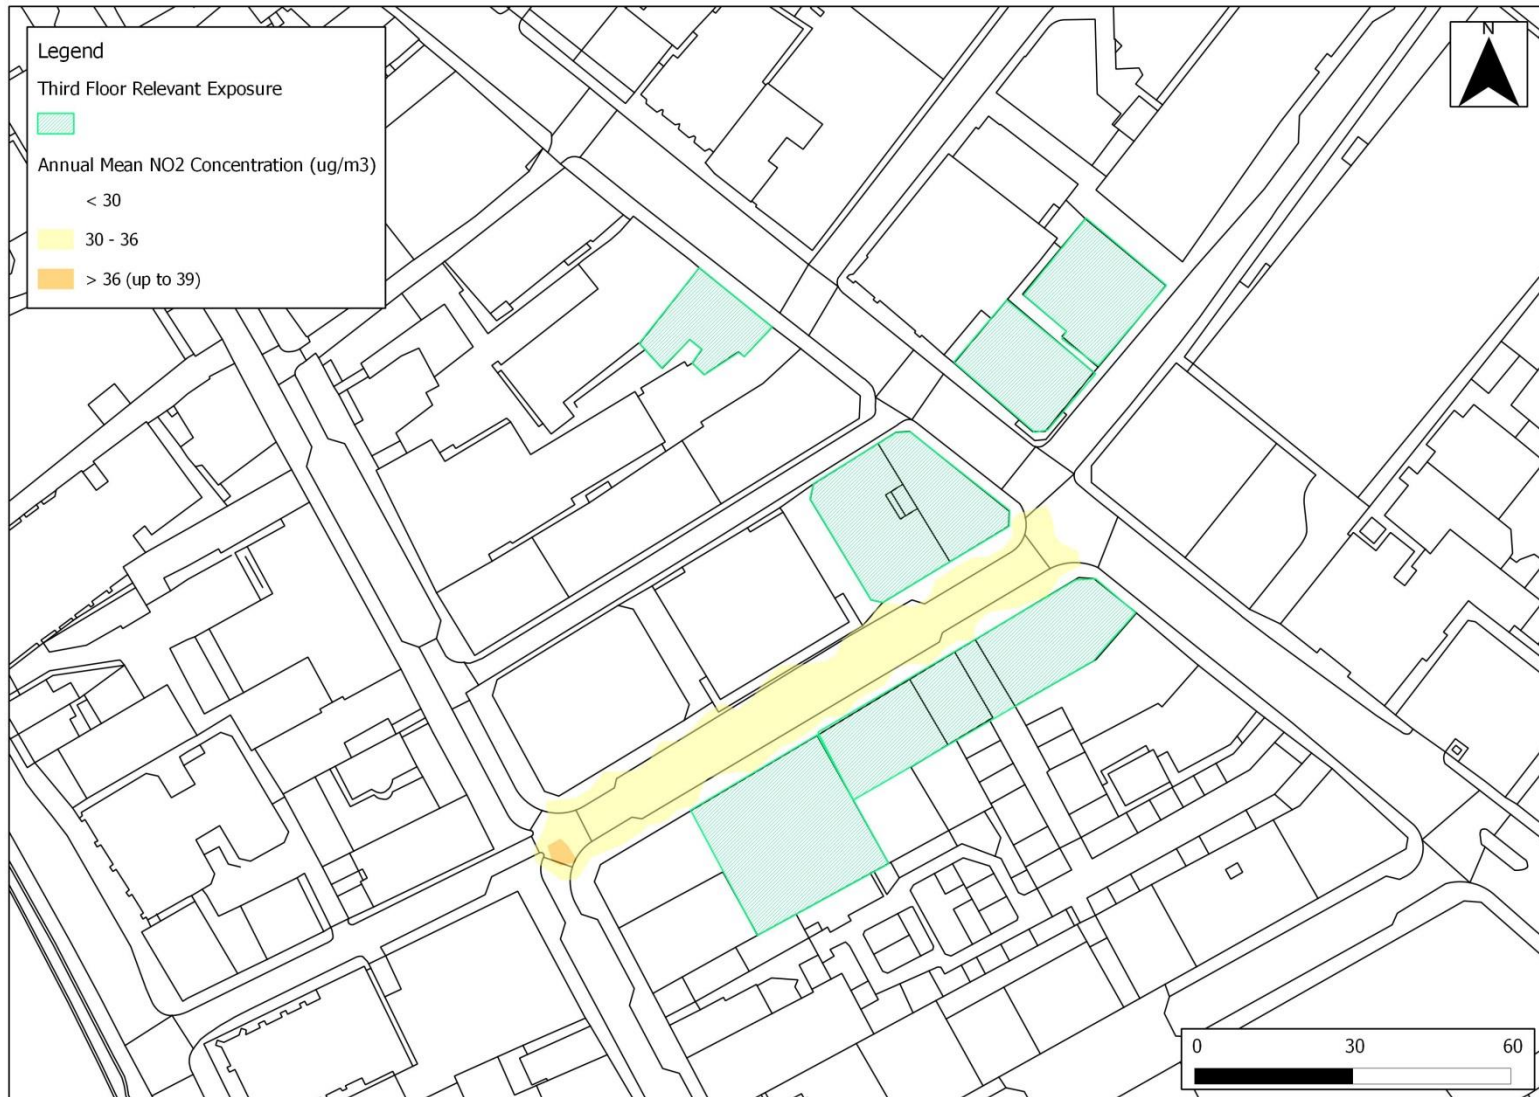 Legend
Third Floor Relevant Exposure
Annual Mean NO2 Concentration (ug/m3)
< 30
30 - 36
> 36 (up to 39)
N
0 30 60